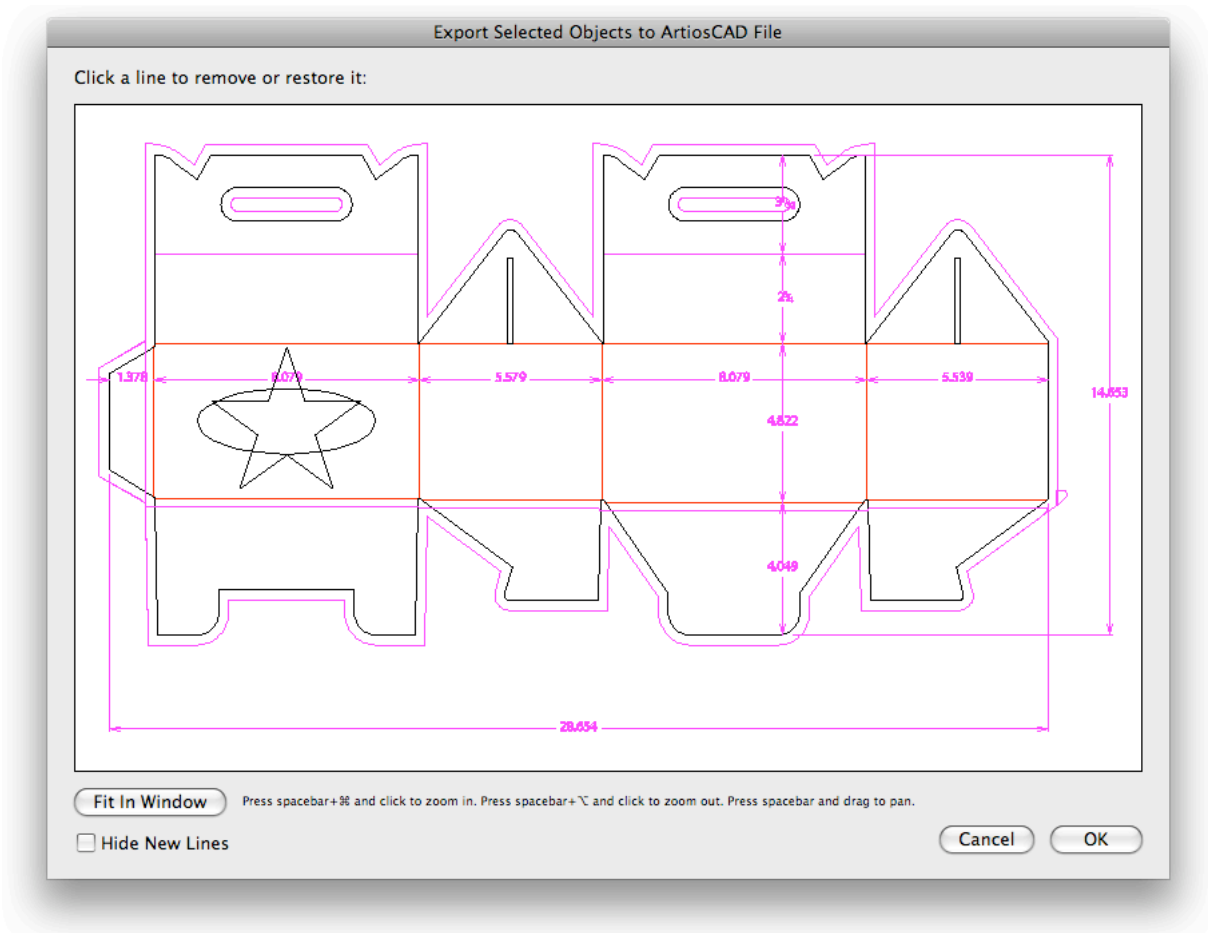 Export Selected Objects to ArtiosCAD File
Click a line to remove or restore it:
1.378
8.079
5.579
8.079
5.539
14.653
4.822
4.049
28.654
Fit In Window
Press spacebar+⌘ and click to zoom in. Press spacebar+⌥ and click to zoom out. Press spacebar and drag to pan.
Hide New Lines
Cancel
OK